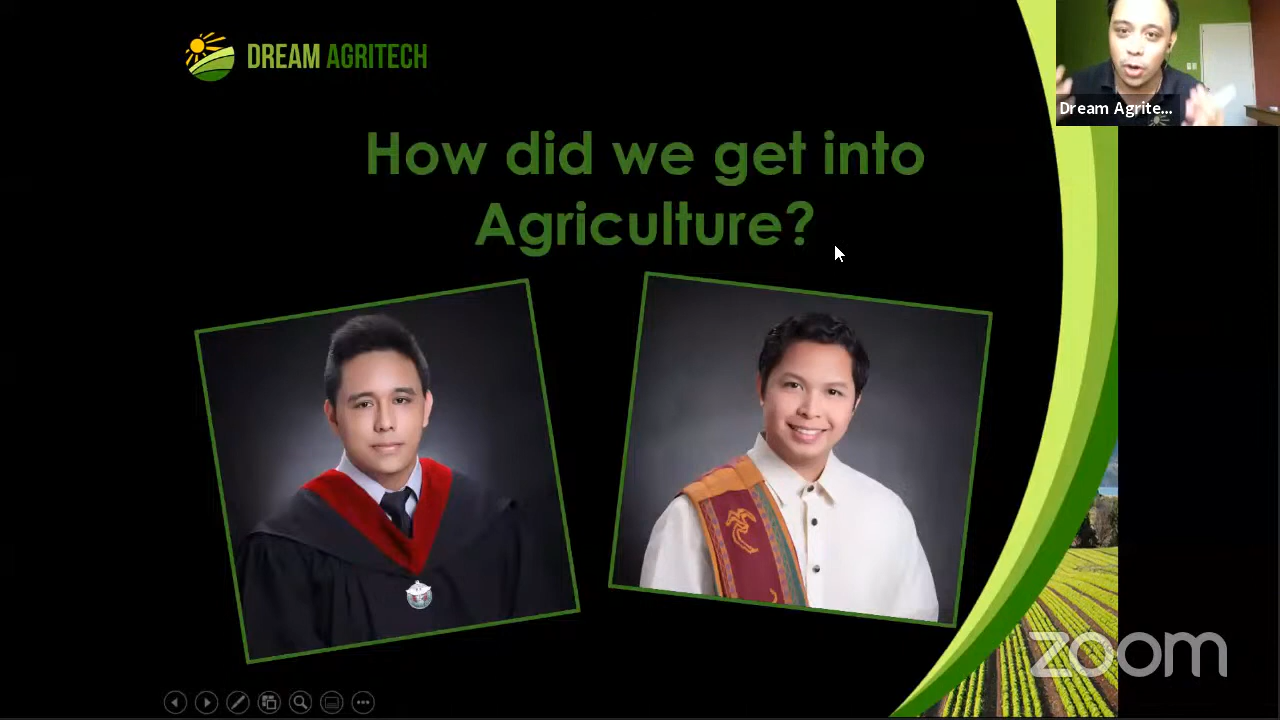 DREAM AGRITECH
Dream Agrite...
How did we get into
Agriculture?
zoom